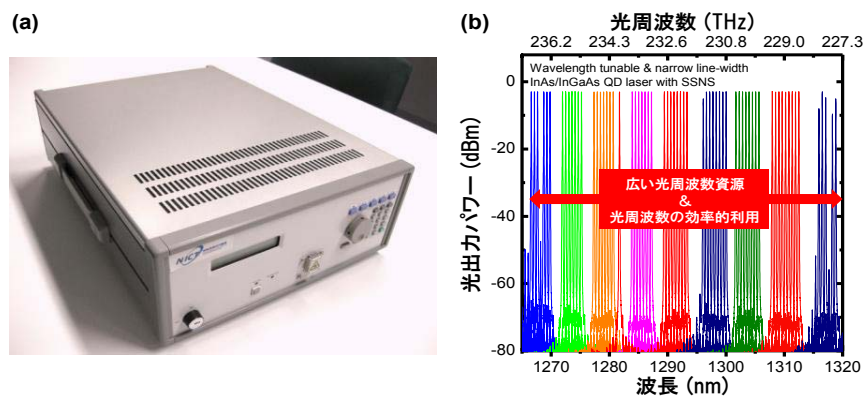 (a)
NICT
(b)
光周波数 (THz)
236.2 234.3 232.6 230.8 229.0 227.3
Wavelength tunable & narrow line-width
InAs/InGaAs QD laser with SSNS
光出力パワー (dBm)
0
-20
-40
-60
-80
広い光周波数資源
&
光周波数の効率的利用
1270 1280 1290 1300 1310 1320
波長 (nm)